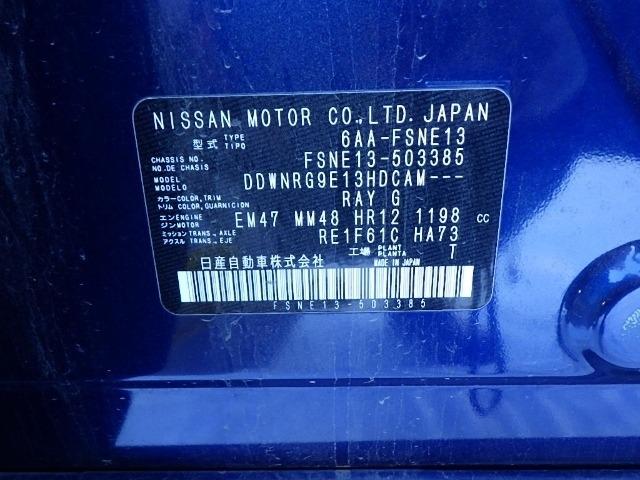 NISSAN MOTOR CO.,LTD. JAPAN
型式 TYPE TIPO 6AA-FSNE13
CHASSIS NO. NO.DE CHASSIS FSNE13-503385
MODEL MODELO DDWNRG9E13HDCAM---
カラー COLOR,TRIM トリム COLOR,GUARNICION RAY G
エンジン ENGINE MOTOR EM47 MM48 HR12 1198 cc
ミッション TRANS., AXLE アクスル TRANS., EJE RE1F61C HA73
工場 PLANT PLANTA T
日産自動車株式会社 MADE IN JAPAN
FSNE13-503385